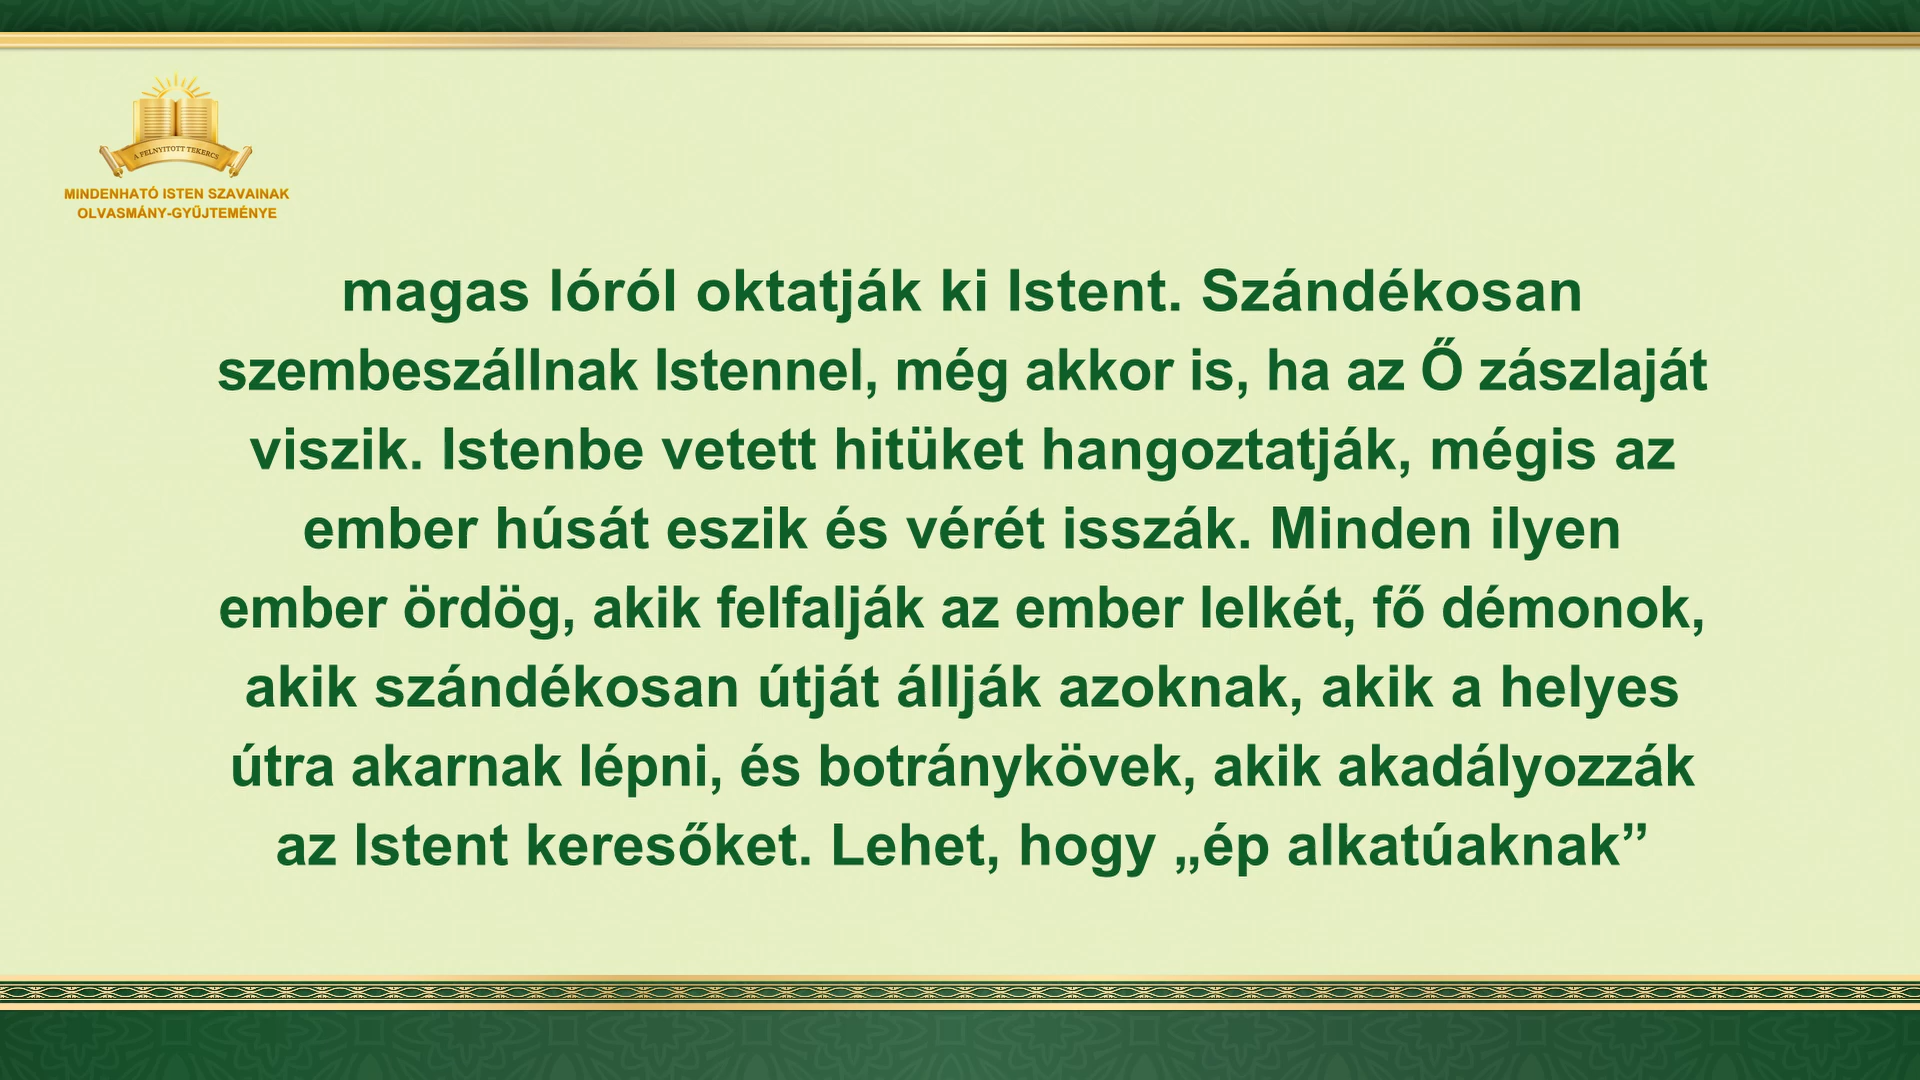 A FELNYITOTT TEKERCS
MINDENHATÓ ISTEN SZAVAINAK
OLVASMÁNY-GYŰJTEMÉNYE
magas lóról oktatják ki Istent. Szándékosan
szembeszállnak Istennel, még akkor is, ha az Ő zászlaját
viszik. Istenbe vetett hitüket hangoztatják, mégis az
ember húsát eszik és vérét isszák. Minden ilyen
ember ördög, akik felfalják az ember lelkét, fő démonok,
akik szándékosan útját állják azoknak, akik a helyes
útra akarnak lépni, és botránykövek, akik akadályozzák
az Istent keresőket. Lehet, hogy „ép alkatúaknak”